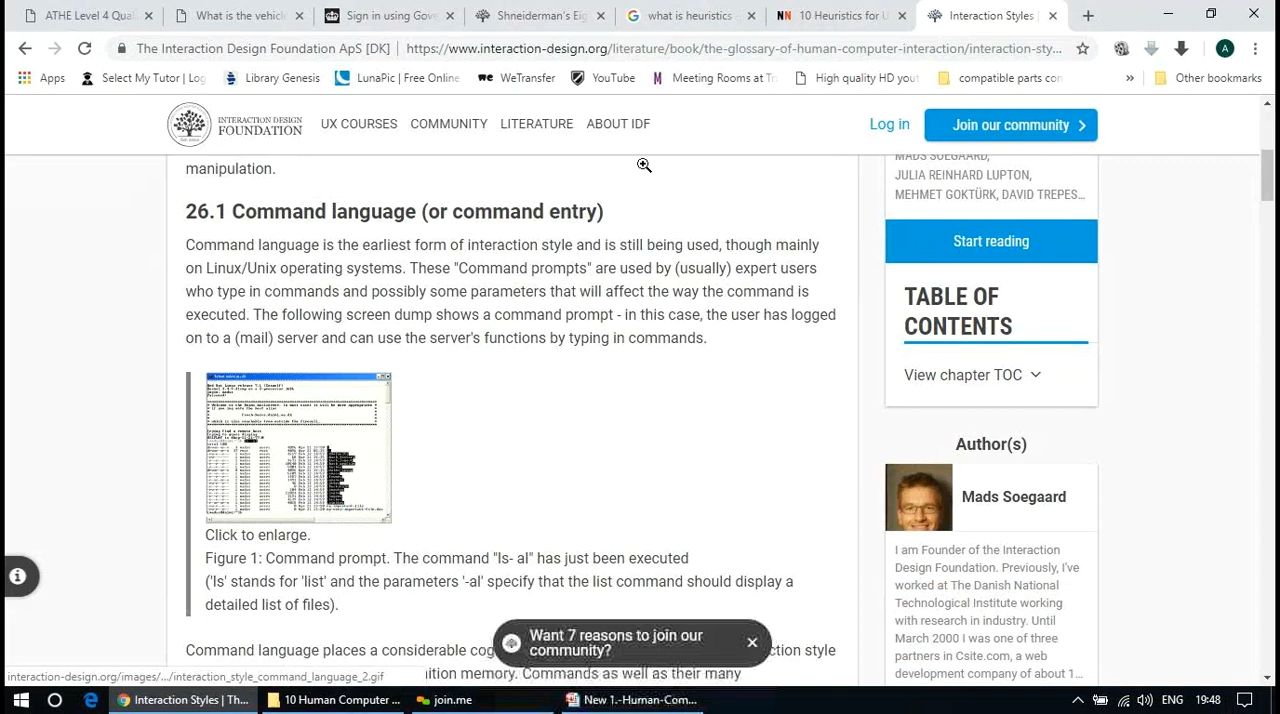 ATHE Level 4 Quali
What is the vehicle
Sign in using Gove
Shneiderman's Eig
what is heuristics -
10 Heuristics for U
Interaction Styles |
The Interaction Design Foundation ApS [DK] | https://www.interaction-design.org/literature/book/the-glossary-of-human-computer-interaction/interaction-sty...
A
Apps
Select My Tutor | Log
Library Genesis
LunaPic | Free Online
WeTransfer
YouTube
Meeting Rooms at Tr
High quality HD yout
compatible parts con
»
Other bookmarks
INTERACTION DESIGN
FOUNDATION
UX COURSES
COMMUNITY
LITERATURE
ABOUT IDF
Log in
Join our community
manipulation.
26.1 Command language (or command entry)
Command language is the earliest form of interaction style and is still being used, though mainly
on Linux/Unix operating systems. These "Command prompts" are used by (usually) expert users
who type in commands and possibly some parameters that will affect the way the command is
executed. The following screen dump shows a command prompt - in this case, the user has logged
on to a (mail) server and can use the server's functions by typing in commands.
Click to enlarge.
Figure 1: Command prompt. The command "ls- al" has just been executed
('ls' stands for 'list' and the parameters '-al' specify that the list command should display a
detailed list of files).
Command language places a considerable cog
ction style
ition memory. Commands as well as their many
Want 7 reasons to join our
community?
MADS SOEGAARD,
JULIA REINHARD LUPTON,
MEHMET GOKTÜRK, DAVID TREPES...
Start reading
TABLE OF
CONTENTS
View chapter TOC
Author(s)
Mads Soegaard
I am Founder of the Interaction
Design Foundation. Previously, I've
worked at The Danish National
Technological Institute working
with research in industry. Until
March 2000 I was one of three
partners in Csite.com, a web
development company of about 1...
interaction-design.org/images/.../interaction_style_command_language_2.gif
Interaction Styles | Th...
10 Human Computer ...
join.me
New 1.-Human-Com...
ENG
19:48